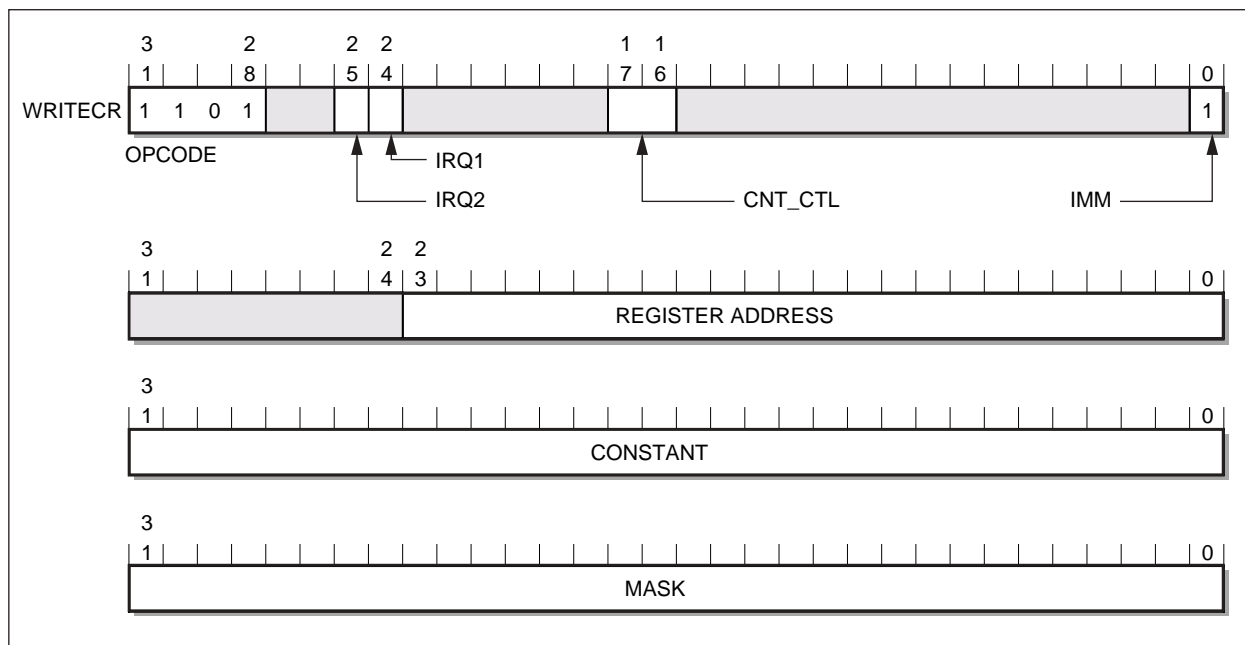 3 2 2 2 1 1
1 8 5 4 7 6 0
WRITECR 1 1 0 1 1
OPCODE
IRQ1
IRQ2 CNT_CTL IMM
3 2 2
1 4 3 0
REGISTER ADDRESS
3
1 0
CONSTANT
3
1 0
MASK